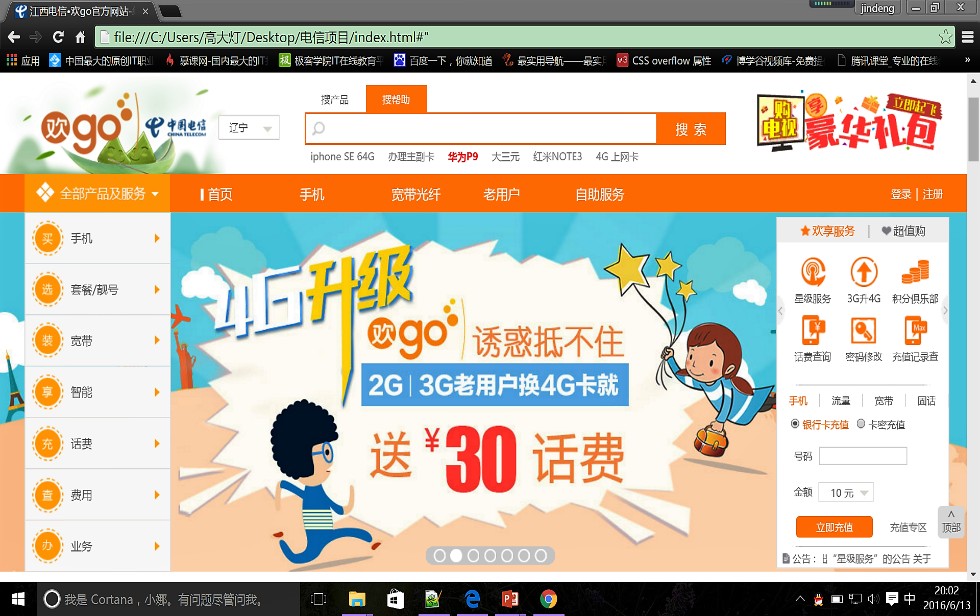 江西电信•欢go官方网站-
jindeng
file:///C:/Users/高大灯/Desktop/电信项目/index.html#"
应用 中国最大的原创IT职业 慕课网-国内最大的IT 极客学院IT在线教育平 百度一下，你就知道 最实用导航——最实用 CSS overflow 属性 博学谷视频库-免费提 腾讯课堂_专业的在线
欢go 中国电信
CHINA TELECOM
辽宁
搜产品 搜帮助
搜 索
iphone SE 64G 办理主副卡 华为P9 大三元 红米NOTE3 4G 上网卡
购电视 享 豪华礼包 立即起飞
全部产品及服务 首页 手机 宽带光纤 老用户 自助服务 登录 | 注册
买 手机
选 套餐/靓号
装 宽带
享 智能
充 话费
查 费用
办 业务
4G升级
欢go 诱惑抵不住
2G | 3G老用户换4G卡就
送 ¥30 话费
欢享服务 | 超值购
星级服务 3G升4G 积分俱乐部
¥ Max
话费查询 密码修改 充值记录查
手机 | 流量 | 宽带 | 固话
银行卡充值 卡密充值
号码
金额 10 元
立即充值 充值专区
公告： “星级服务”的公告 关于
顶部
我是 Cortana，小娜。有问题尽管问我。
中
20:02
2016/6/13